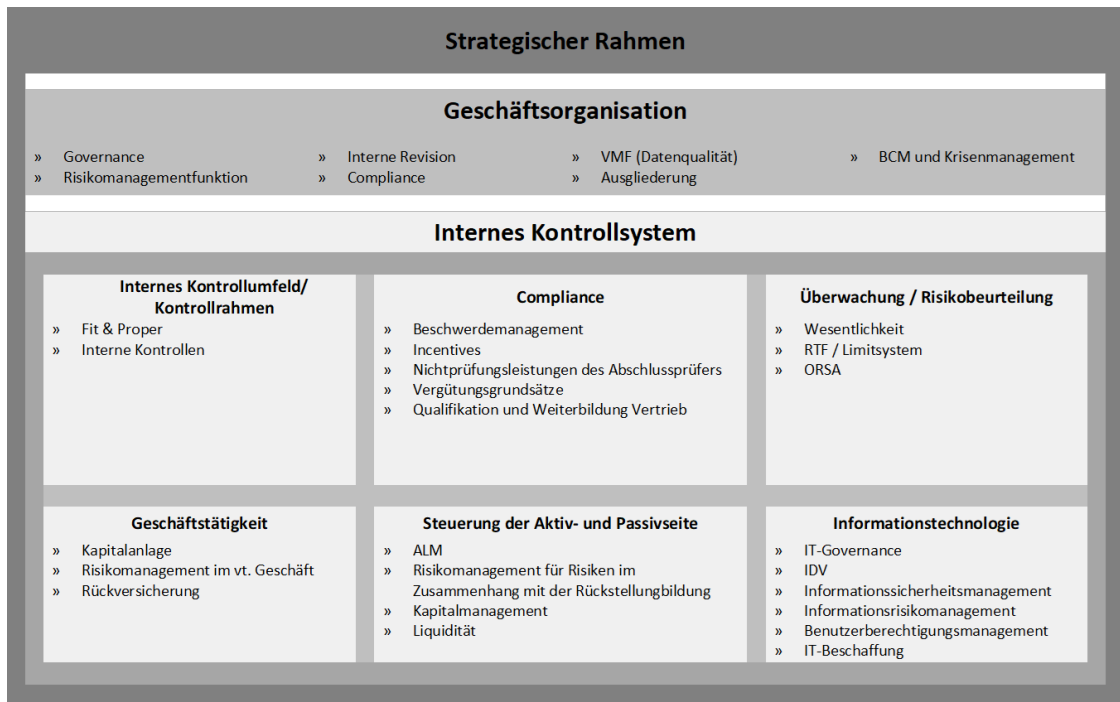 Strategischer Rahmen
Geschäftsorganisation
» Governance
» Risikomanagementfunktion
» Interne Revision
» Compliance
» VMF (Datenqualität)
» Ausgliederung
» BCM und Krisenmanagement
Internes Kontrollsystem
Internes Kontrollumfeld/
Kontrollrahmen
» Fit & Proper
» Interne Kontrollen
Compliance
» Beschwerdemanagement
» Incentives
» Nichtprüfungsleistungen des Abschlussprüfers
» Vergütungsgrundsätze
» Qualifikation und Weiterbildung Vertrieb
Überwachung / Risikobeurteilung
» Wesentlichkeit
» RTF / Limitsystem
» ORSA
Geschäftstätigkeit
» Kapitalanlage
» Risikomanagement im vt. Geschäft
» Rückversicherung
Steuerung der Aktiv- und Passivseite
» ALM
» Risikomanagement für Risiken im
Zusammenhang mit der Rückstellungbildung
» Kapitalmanagement
» Liquidität
Informationstechnologie
» IT-Governance
» IDV
» Informationssicherheitsmanagement
» Informationsrisikomanagement
» Benutzerberechtigungsmanagement
» IT-Beschaffung